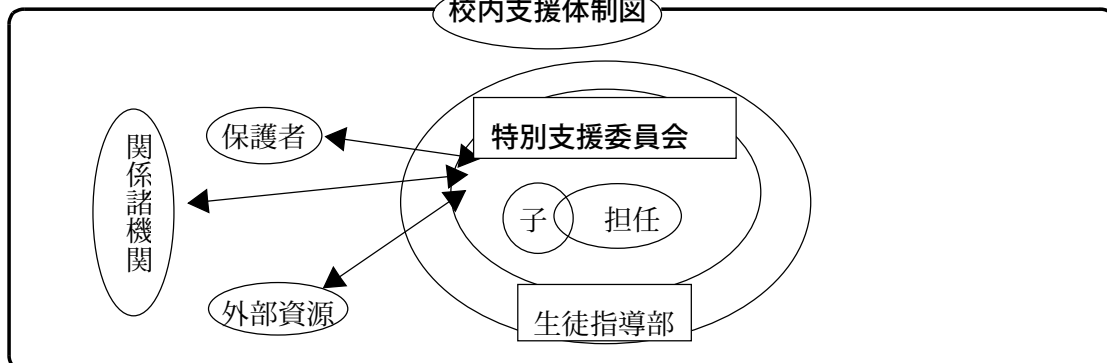 校内支援体制図
保護者
特別支援委員会
関係諸機関
子
担任
外部資源
生徒指導部